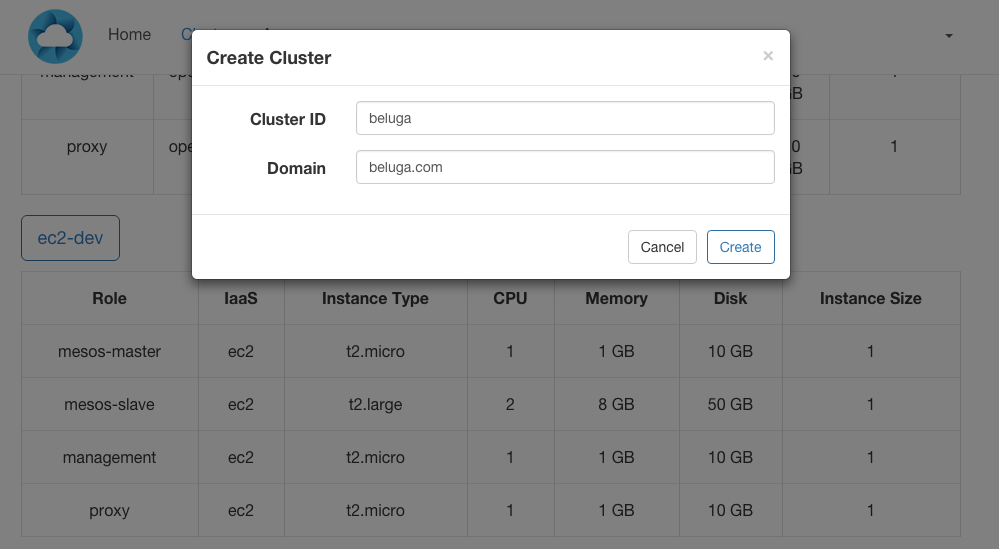 Home
Create Cluster ×
Cluster ID beluga
Domain beluga.com
Cancel Create
management 1
proxy 1
ec2-dev
Role IaaS Instance Type CPU Memory Disk Instance Size
mesos-master ec2 t2.micro 1 1 GB 10 GB 1
mesos-slave ec2 t2.large 2 8 GB 50 GB 1
management ec2 t2.micro 1 1 GB 10 GB 1
proxy ec2 t2.micro 1 1 GB 10 GB 1